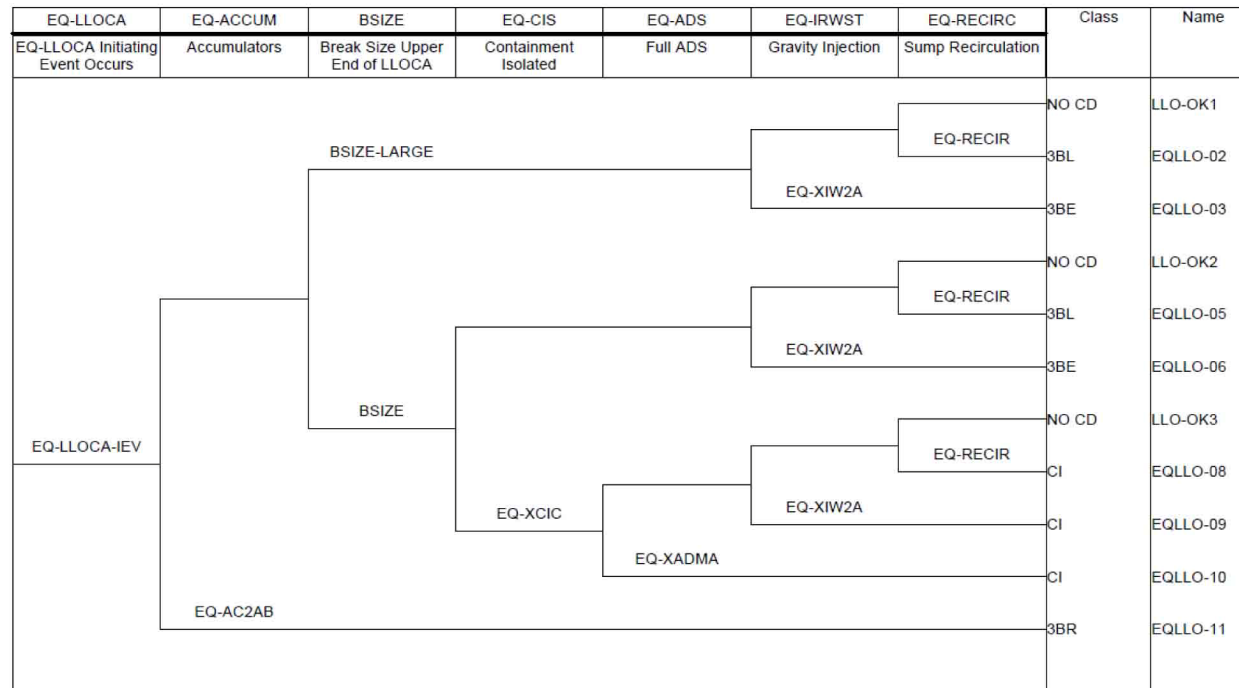 EQ-LLOCA EQ-ACCUM BSIZE EQ-CIS EQ-ADS EQ-IRWST EQ-RECIRC Class Name
EQ-LLOCA Initiating Event Occurs
Accumulators
Break Size Upper End of LLOCA
Containment Isolated
Full ADS
Gravity Injection
Sump Recirculation
NO CD LLO-OK1
EQ-RECIR
BSIZE-LARGE
3BL EQLLO-02
EQ-XIW2A
3BE EQLLO-03
NO CD LLO-OK2
EQ-RECIR
3BL EQLLO-05
EQ-XIW2A
3BE EQLLO-06
BSIZE
NO CD LLO-OK3
EQ-LLOCA-IEV
EQ-RECIR
CI EQLLO-08
EQ-XIW2A
EQ-XCIC
CI EQLLO-09
EQ-XADMA
CI EQLLO-10
EQ-AC2AB
3BR EQLLO-11